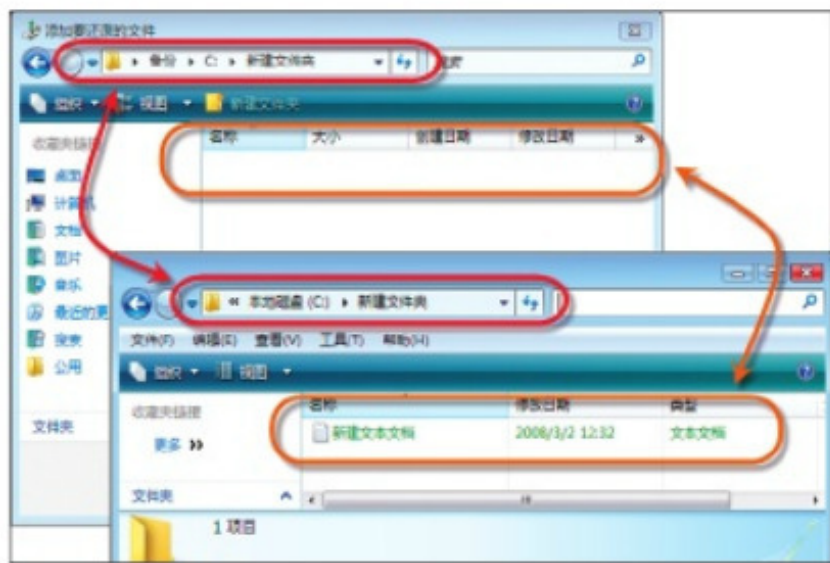 添加要还原的文件
备份 C: 新建文件夹 搜索
组织 视图 新建文件夹
名称 大小 创建日期 修改日期 »
收藏夹链接
桌面
计算机
文档
图片
音乐
最近的更
搜索
公用
文件夹
« 本地磁盘 (C:) 新建文件夹
文件(F) 编辑(E) 查看(V) 工具(T) 帮助(H)
组织 视图
收藏夹链接
更多 »
名称 修改日期 类型
新建文本文档 2008/3/2 12:32 文本文档
文件夹
1 项目